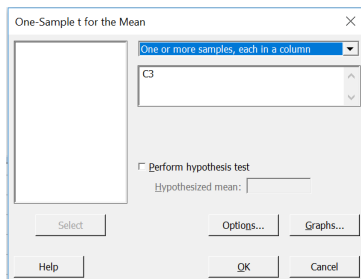 One-Sample t for the Mean
One or more samples, each in a column
C3
Perform hypothesis test
Hypothesized mean:
Select
Options...
Graphs...
Help
OK
Cancel